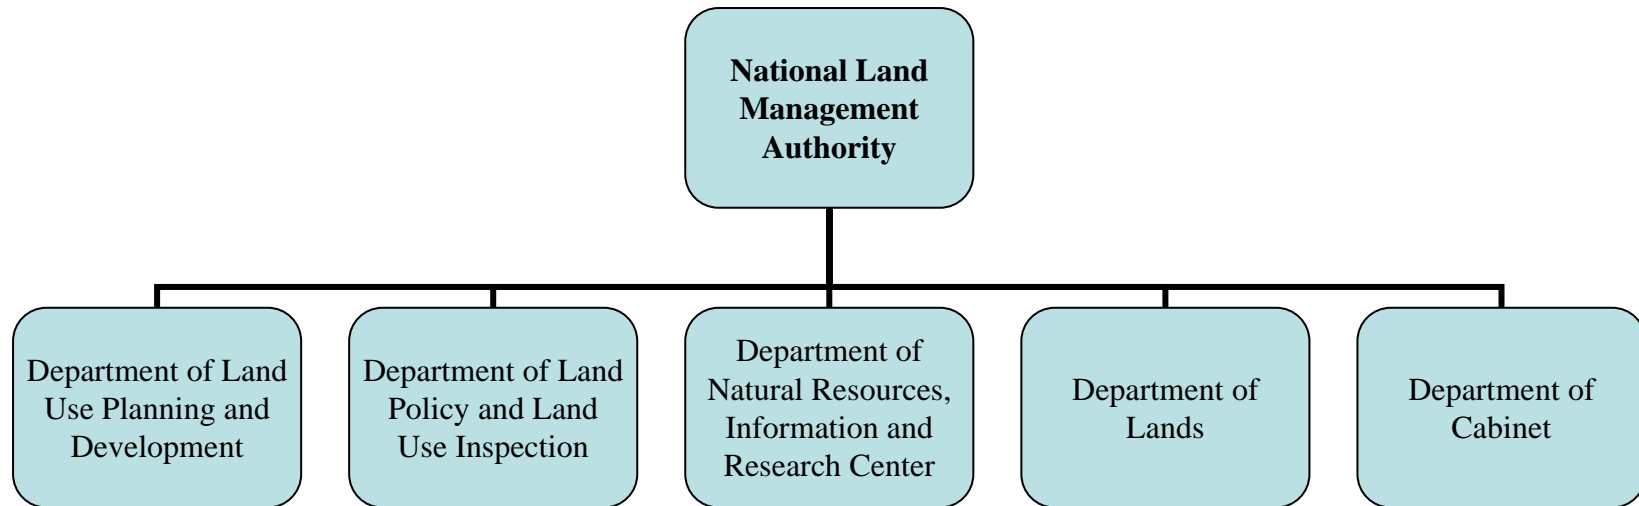 National Land
Management
Authority
Department of Land
Use Planning and
Development
Department of Land
Policy and Land
Use Inspection
Department of
Natural Resources,
Information and
Research Center
Department of
Lands
Department of
Cabinet